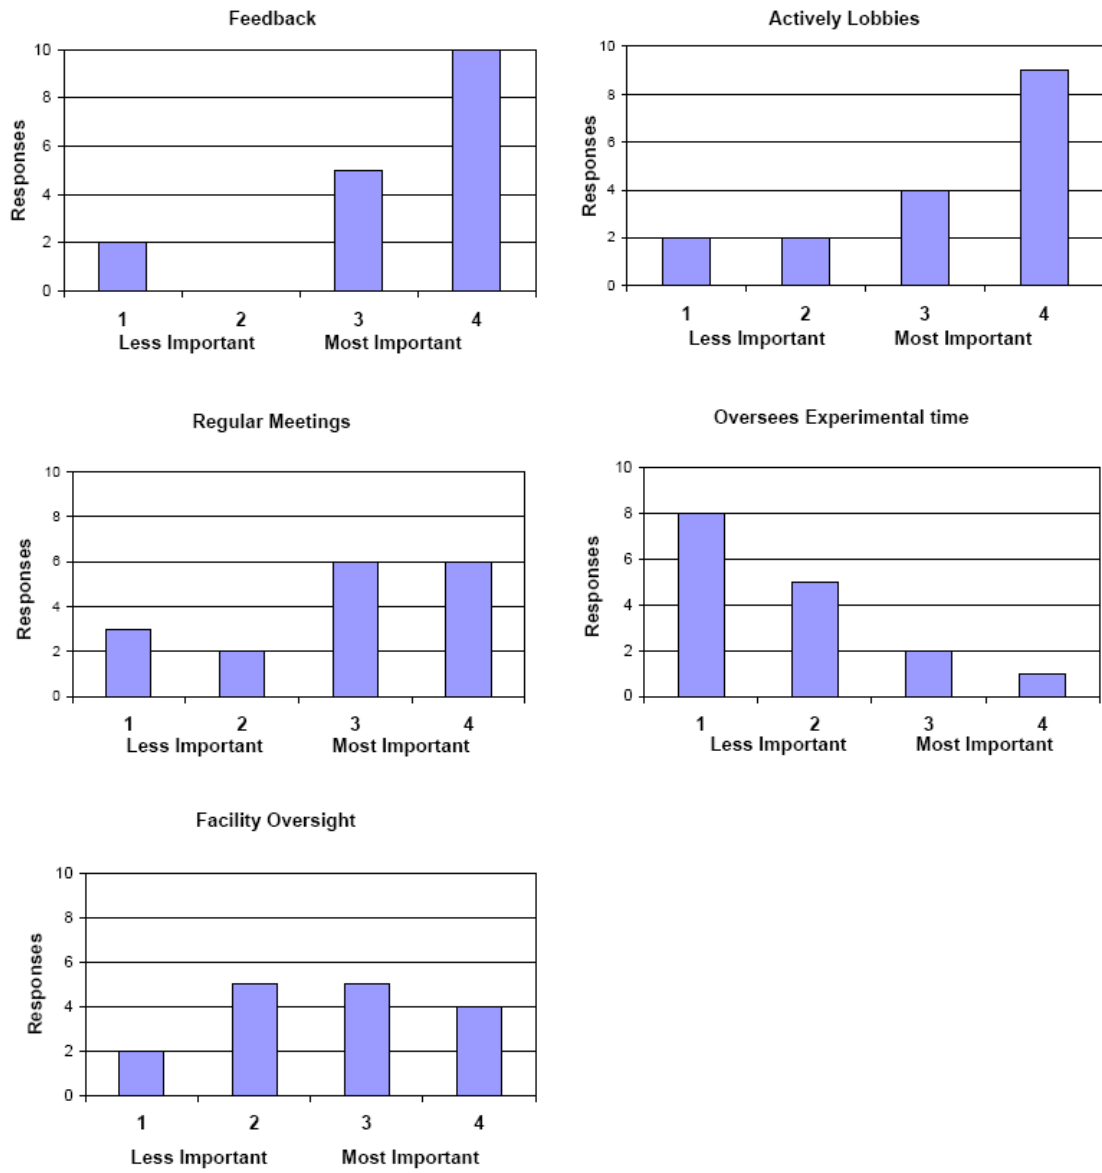 Feedback
10
8
6
4
2
0
Responses
1 2 3 4
Less Important Most Important
Actively Lobbies
10
8
6
4
2
0
Responses
1 2 3 4
Less Important Most Important
Regular Meetings
10
8
6
4
2
0
Responses
1 2 3 4
Less Important Most Important
Oversees Experimental time
10
8
6
4
2
0
Responses
1 2 3 4
Less Important Most Important
Facility Oversight
10
8
6
4
2
0
Responses
1 2 3 4
Less Important Most Important